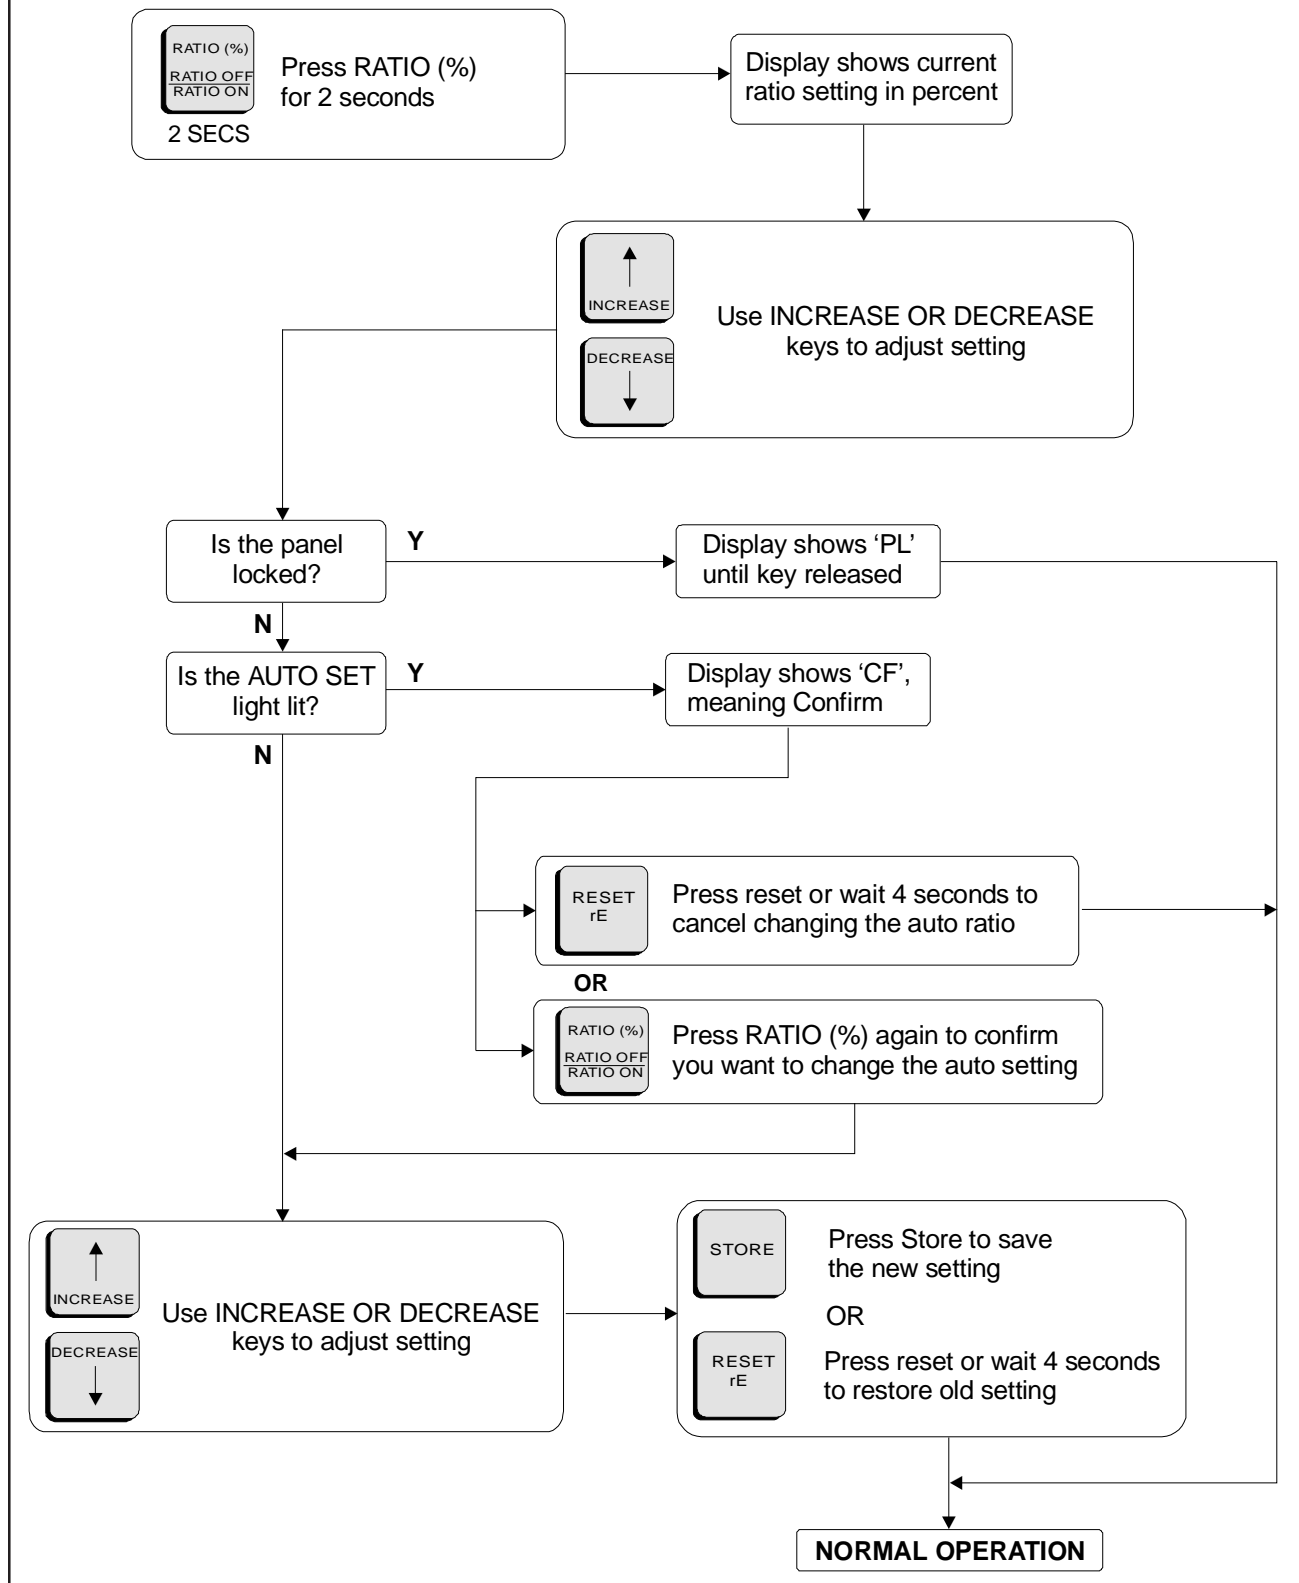 RATIO (%)
RATIO OFF
RATIO ON
2 SECS
Press RATIO (%)
for 2 seconds
Display shows current
ratio setting in percent
INCREASE
DECREASE
Use INCREASE OR DECREASE
keys to adjust setting
Is the panel
locked?
Y
Display shows ‘PL’
until key released
N
Is the AUTO SET
light lit?
Y
Display shows ‘CF’,
meaning Confirm
N
RESET
rE
Press reset or wait 4 seconds to
cancel changing the auto ratio
OR
RATIO (%)
RATIO OFF
RATIO ON
Press RATIO (%) again to confirm
you want to change the auto setting
INCREASE
DECREASE
Use INCREASE OR DECREASE
keys to adjust setting
STORE
Press Store to save
the new setting
OR
RESET
rE
Press reset or wait 4 seconds
to restore old setting
NORMAL OPERATION